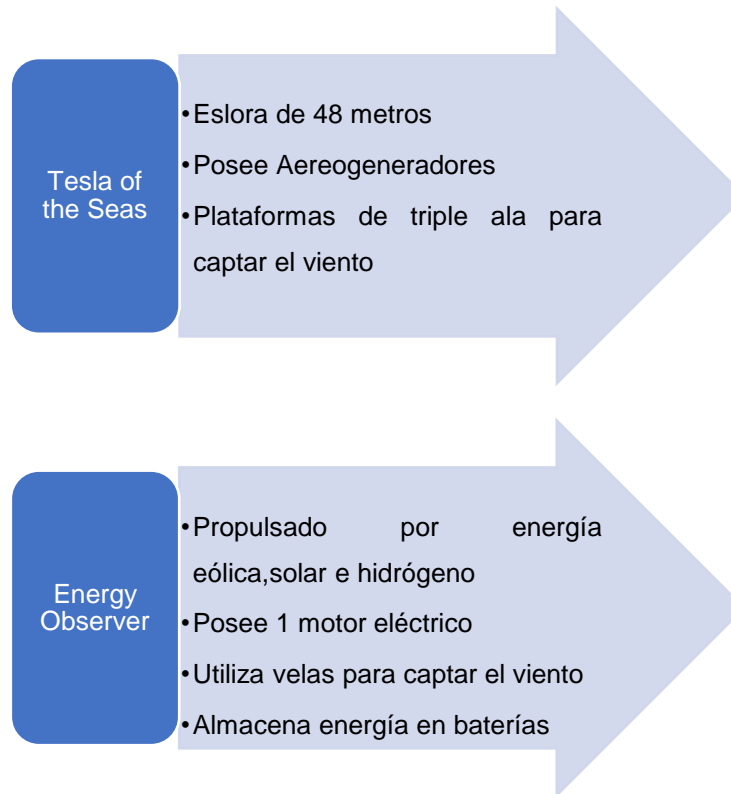 Tesla of
the Seas
•Eslora de 48 metros
•Posee Aereogeneradores
•Plataformas de triple ala para
captar el viento
Energy
Observer
•Propulsado por energía
eólica,solar e hidrógeno
•Posee 1 motor eléctrico
•Utiliza velas para captar el viento
•Almacena energía en baterías